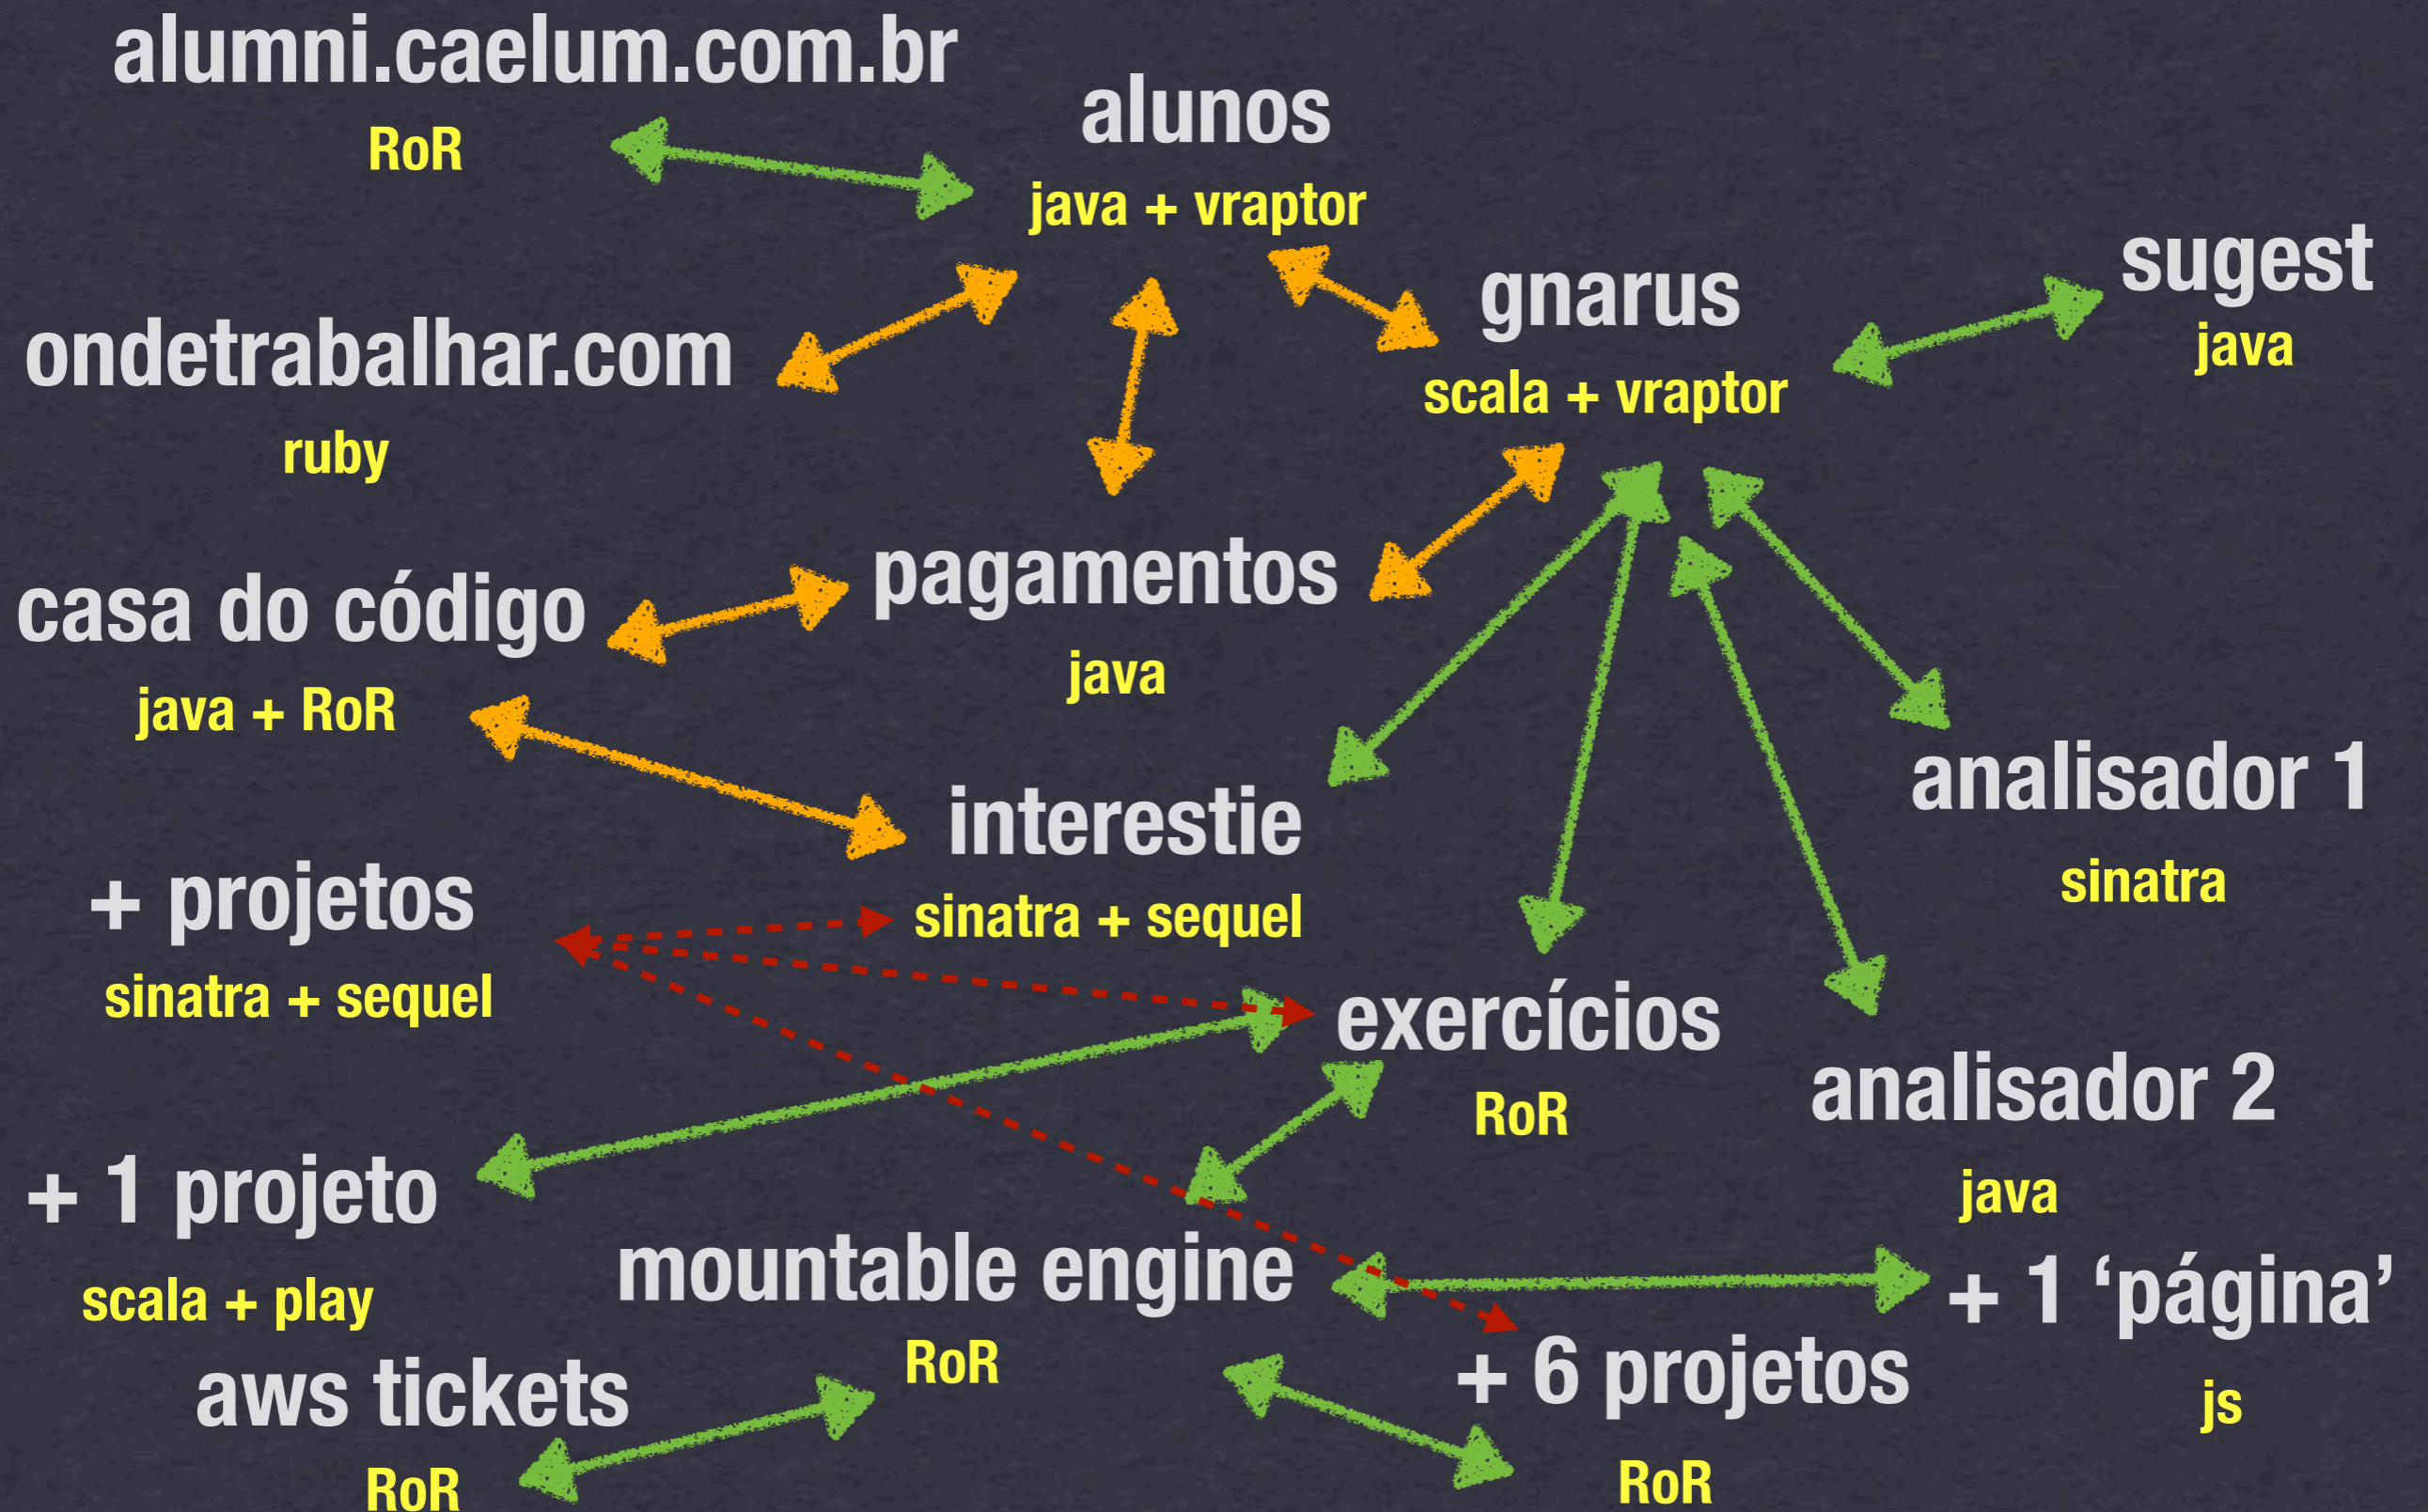 alumni.caelum.com.br
RoR
alunos
java + vraptor
sugest
java
gnarus
scala + vraptor
ondetrabalhar.com
ruby
pagamentos
java
casa do código
java + RoR
analisador 1
sinatra
interestie
sinatra + sequel
+ projetos
sinatra + sequel
exercícios
RoR
analisador 2
java
+ 1 projeto
scala + play
mountable engine
RoR
+ 1 ‘página’
js
aws tickets
RoR
+ 6 projetos
RoR